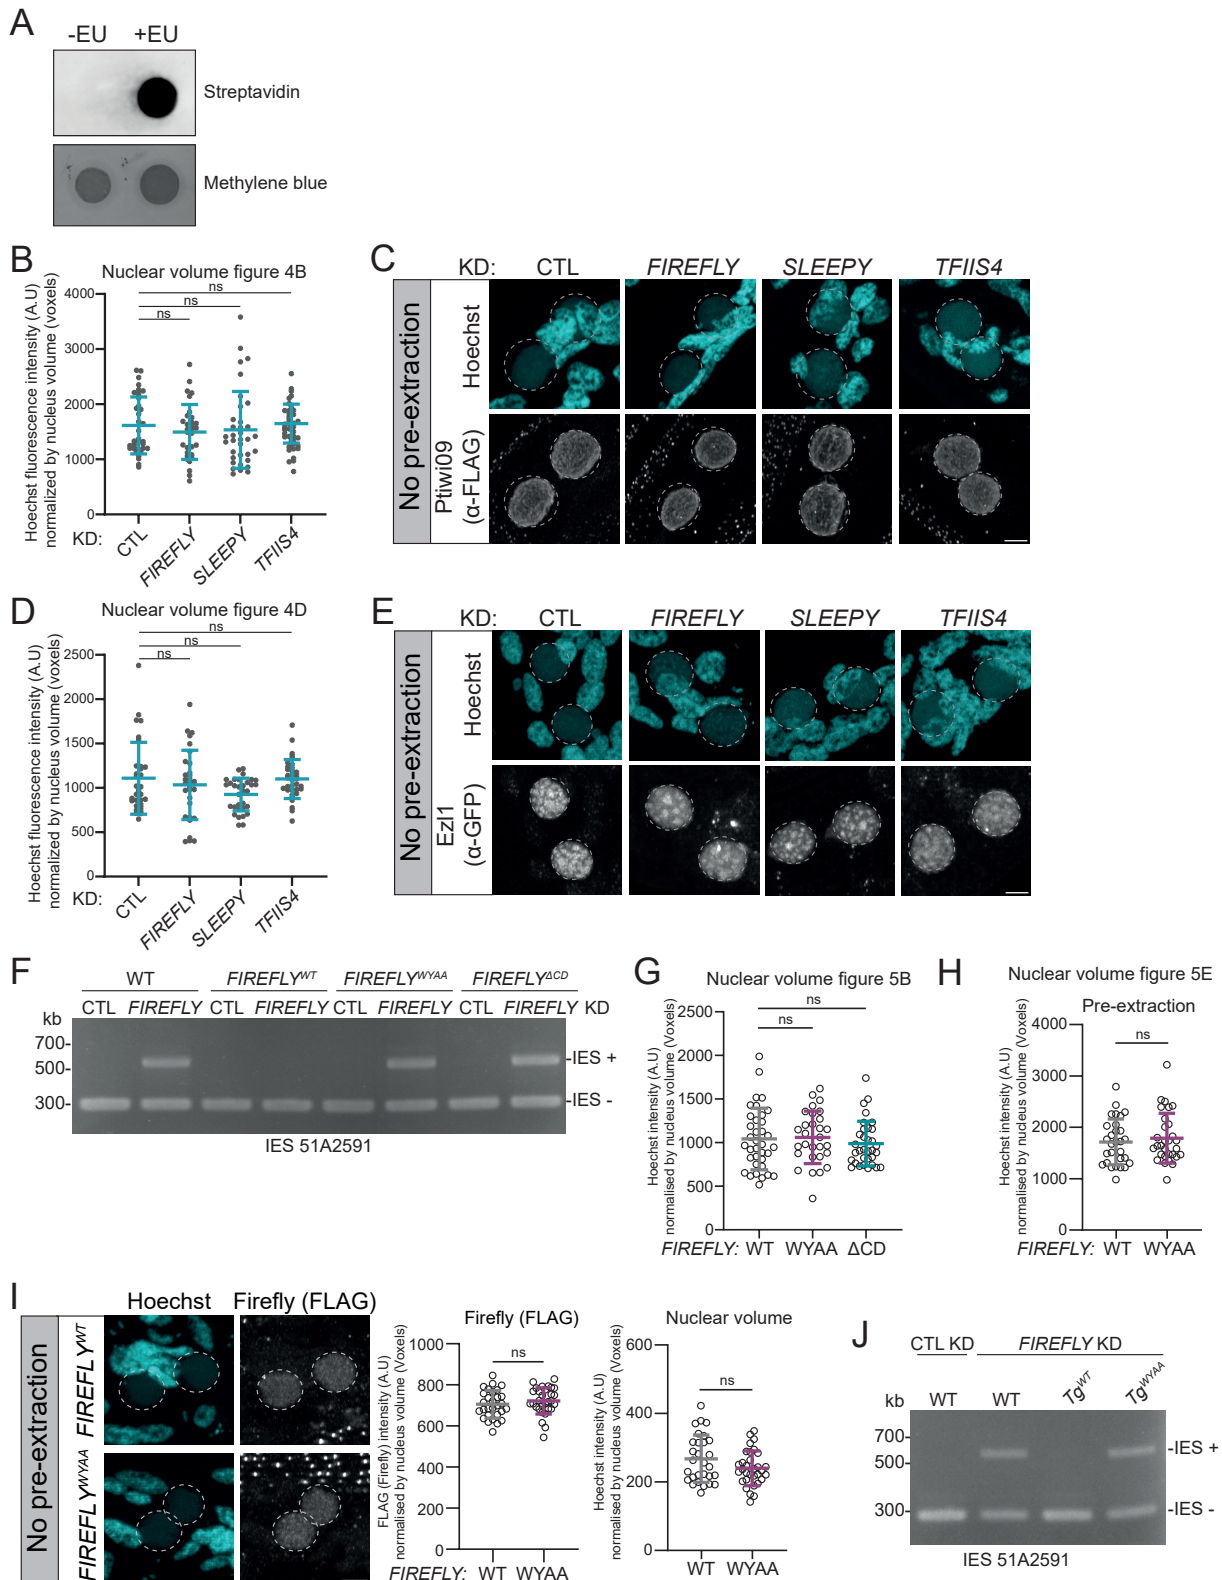 A
-EU +EU
Streptavidin
Methylene blue
B
Nuclear volume figure 4B
Hoechst fluorescence intensity (A.U)
normalized by nucleus volume (voxels)
4000
3000
2000
1000
0
ns
ns
ns
KD: CTL FIREFLY SLEEPY TFIIS4
C
KD: CTL FIREFLY SLEEPY TFIIS4
No pre-extraction
Hoechst
Ptiwi09
(α-FLAG)
D
Nuclear volume figure 4D
Hoechst fluorescence intensity (A.U)
normalized by nucleus volume (voxels)
2500
2000
1500
1000
500
0
ns
ns
ns
KD: CTL FIREFLY SLEEPY TFIIS4
E
KD: CTL FIREFLY SLEEPY TFIIS4
No pre-extraction
Hoechst
Ezl1
(α-GFP)
F
WT FIREFLY^WT FIREFLY^WYAA FIREFLY^ΔCD
CTL FIREFLY CTL FIREFLY CTL FIREFLY CTL FIREFLY KD
kb
700-
500-
300-
-IES +
-IES -
IES 51A2591
G
Nuclear volume figure 5B
Hoechst intensity (A.U)
normalised by nucleus volume (Voxels)
2500
2000
1500
1000
500
0
ns
ns
FIREFLY: WT WYAA ΔCD
H
Nuclear volume figure 5E
Pre-extraction
Hoechst intensity (A.U)
normalised by nucleus volume (Voxels)
4000
3000
2000
1000
0
ns
FIREFLY: WT WYAA
I
Hoechst Firefly (FLAG)
No pre-extraction
FIREFLY^WT
FIREFLY^WYAA
Firefly (FLAG)
FLAG (Firefly) intensity (A.U)
normalised by nucleus volume (Voxels)
1000
800
600
400
200
0
ns
FIREFLY: WT WYAA
Nuclear volume
Hoechst intensity (A.U)
normalised by nucleus volume (Voxels)
600
400
200
0
ns
WT WYAA
J
CTL KD FIREFLY KD
kb WT WT Tg^WT Tg^WYAA
700-
500-
300-
-IES +
-IES -
IES 51A2591